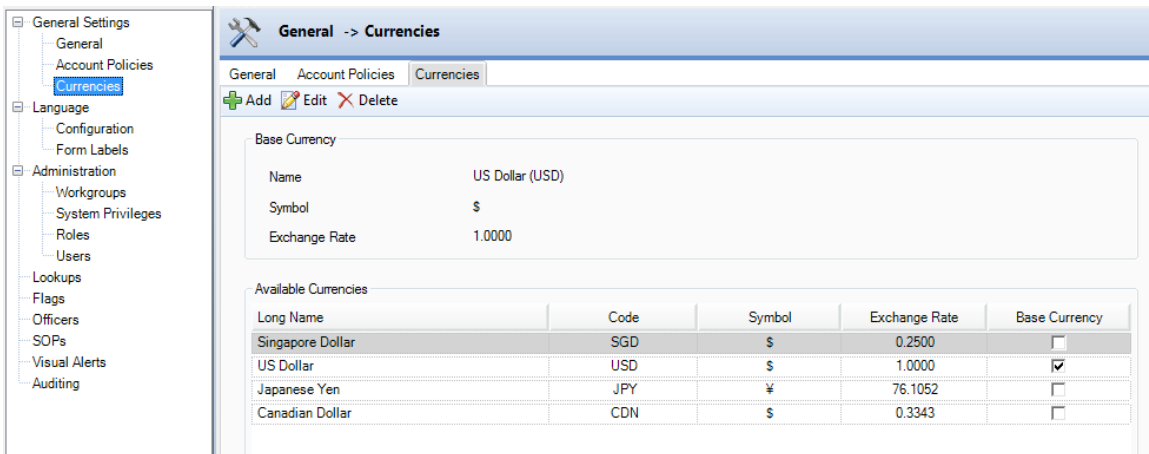 General Settings
General
Account Policies
Currencies
Language
Configuration
Form Labels
Administration
Workgroups
System Privileges
Roles
Users
Lookups
Flags
Officers
SOPs
Visual Alerts
Auditing
General -> Currencies
General Account Policies Currencies
Add Edit Delete
Base Currency
Name US Dollar (USD)
Symbol $
Exchange Rate 1.0000
Available Currencies
Long Name Code Symbol Exchange Rate Base Currency
Singapore Dollar SGD $ 0.2500
US Dollar USD $ 1.0000
Japanese Yen JPY ¥ 76.1052
Canadian Dollar CDN $ 0.3343